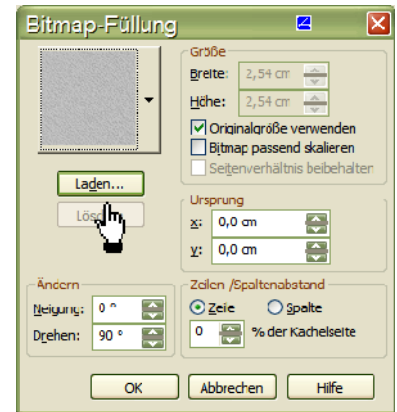 Bitmap-Füllung
Größe
Breite: 2,54 cm
Höhe: 2,54 cm
Originalgröße verwenden
Bitmap passend skalieren
Seitenverhältnis beibehalten
Laden...
Ursprung
x: 0,0 cm
y: 0,0 cm
Ändern
Neigung: 0 °
Drehen: 90 °
Zeilen /Spaltenabstand
Zeile Spalte
0 % der Kachelseite
OK Abbrechen Hilfe